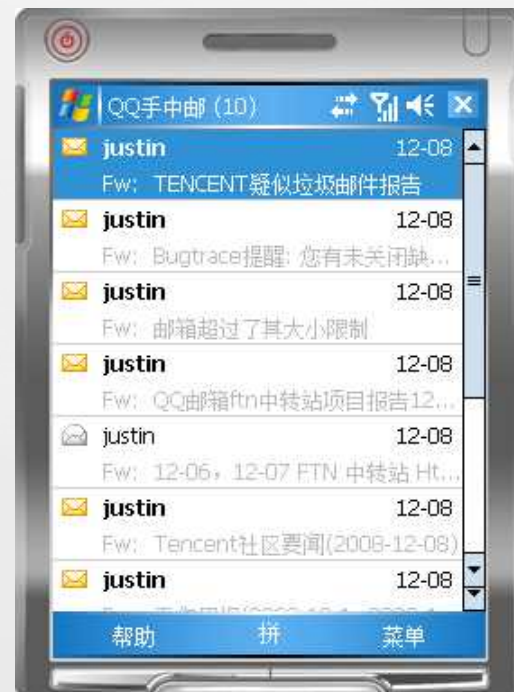 QQ手中邮 (10)
justin 12-08
Fw: TENCENT疑似垃圾邮件报告
justin 12-08
Fw: Bugtrace提醒: 您有未关闭缺...
justin 12-08
Fw: 邮箱超过了其大小限制
justin 12-08
Fw: QQ邮箱ftn中转站项目报告12...
justin 12-08
Fw: 12-06, 12-07 FTN 中转站 Ht...
justin 12-08
Fw: Tencent社区要闻(2008-12-08)
justin 12-08
帮助 拼 菜单